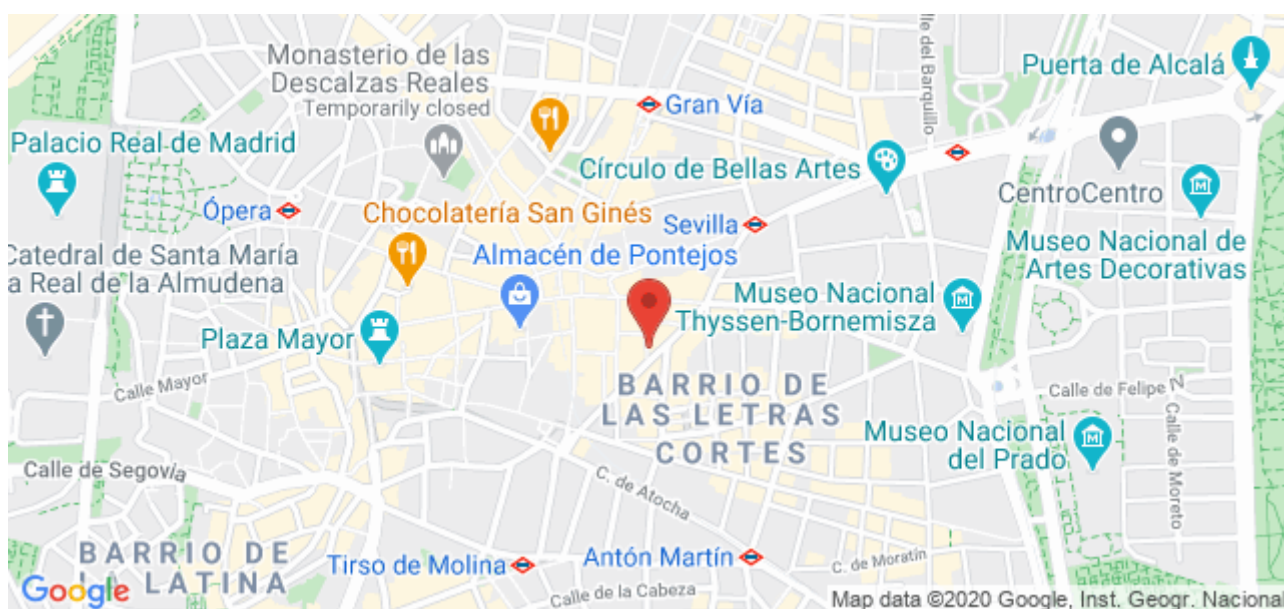 Monasterio de las
Descalzas Reales
Temporarily closed
Gran Vía
Calle del Barquillo
Puerta de Alcalá
Palacio Real de Madrid
Círculo de Bellas Artes
CentroCentro
Ópera
Chocolatería San Ginés
Sevilla
Museo Nacional de
Artes Decorativas
Catedral de Santa María
a Real de la Almudena
Almacén de Pontejos
Museo Nacional
Thyssen-Bornemisza
Plaza Mayor
Calle Mayor
BARRIO DE
LAS LETRAS
CORTES
Calle de Felipe
Calle de Moreto
Museo Nacional
del Prado
Calle de Segovia
C. de Atocha
BARRIO DE
LA LATINA
Tirso de Molina
Antón Martín
C. de Moratín
Calle de la Cabeza
Google
Map data ©2020 Google, Inst. Geogr. Naciona